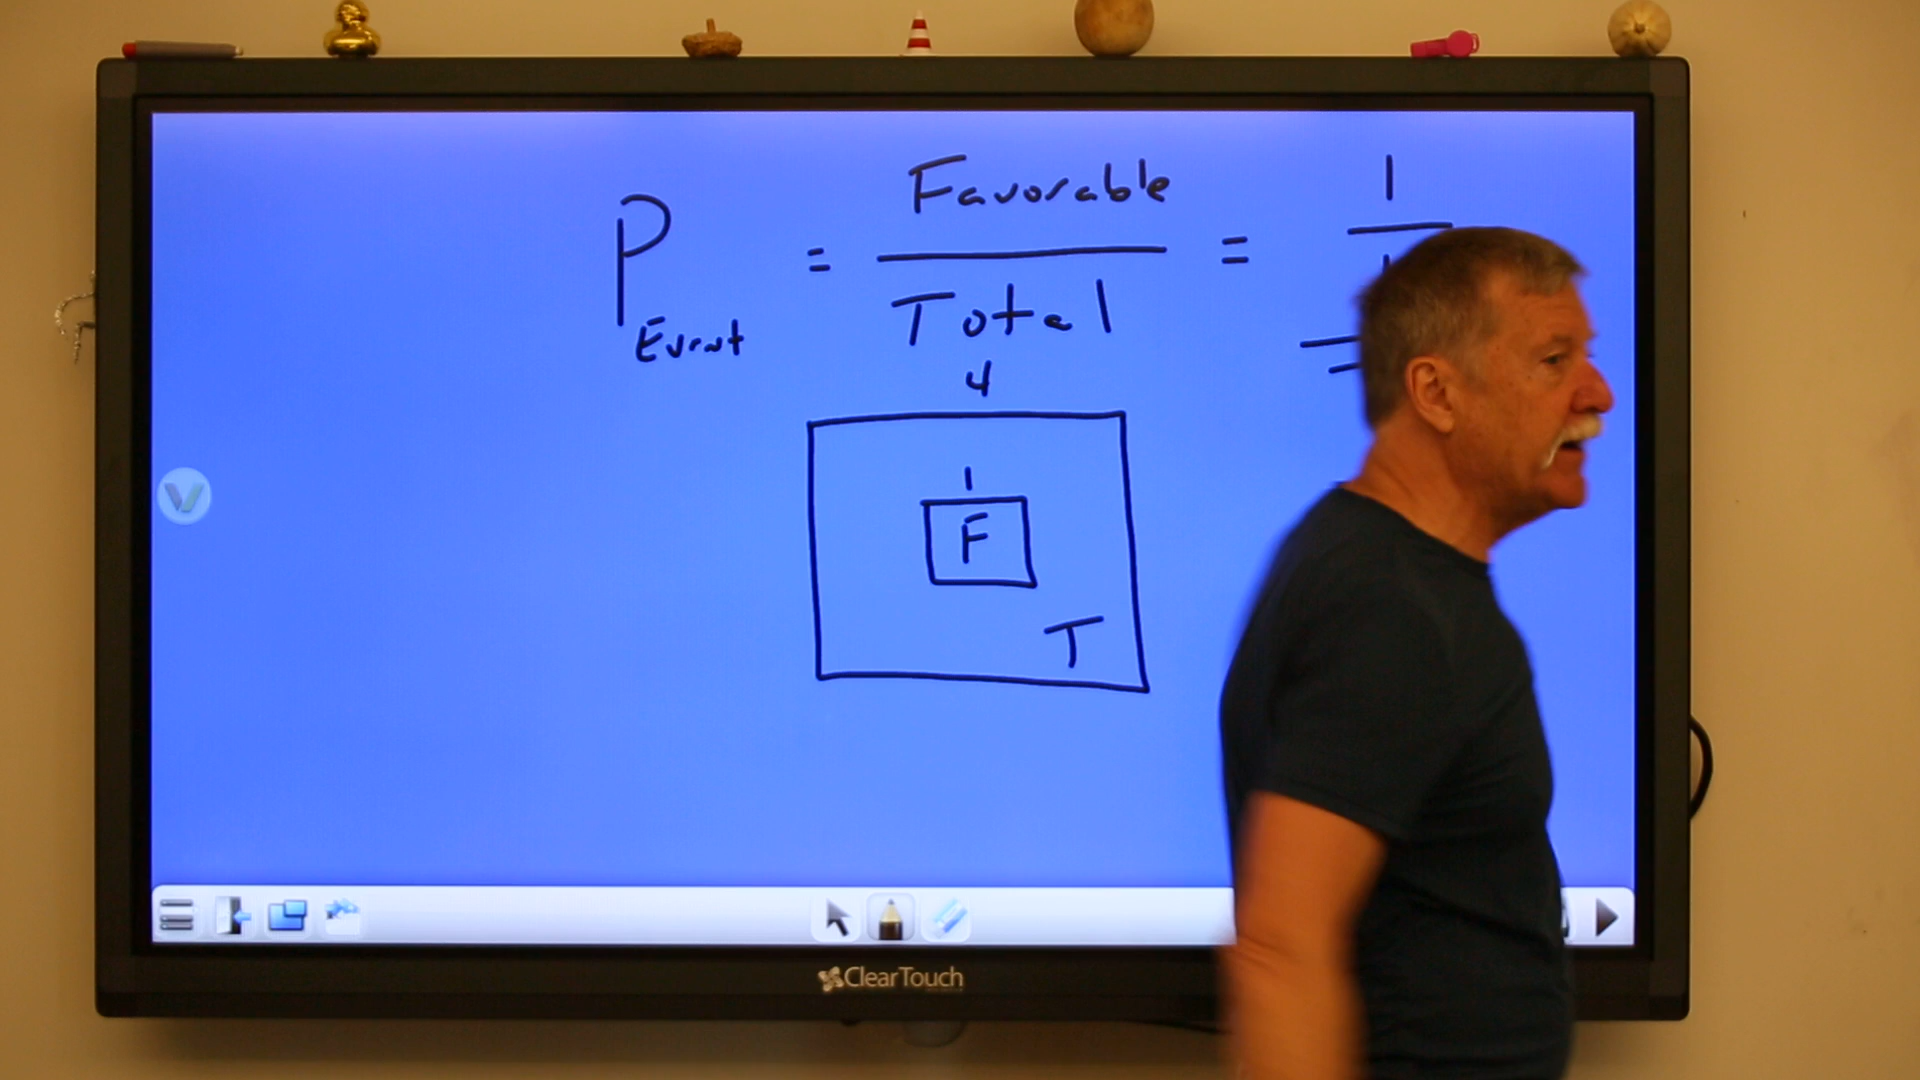 P Event = Favorable / Total = 1
4
1
F
T
ClearTouch